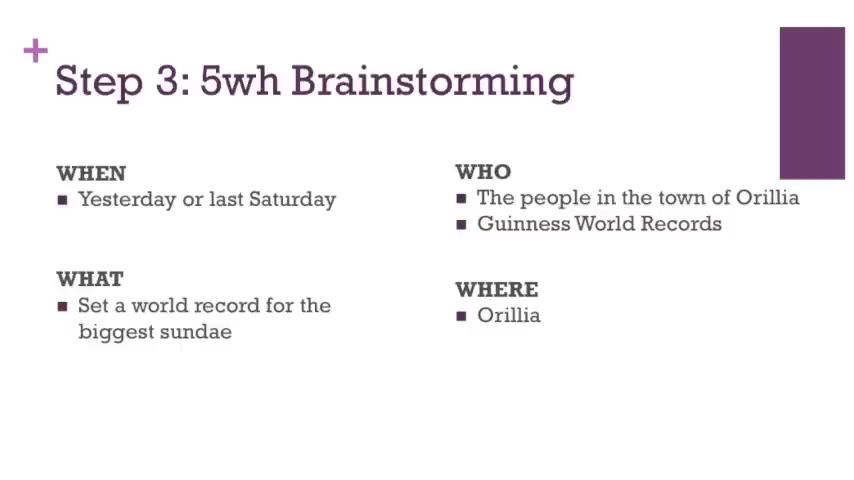 +
Step 3: 5wh Brainstorming
WHEN
■ Yesterday or last Saturday
WHAT
■ Set a world record for the
biggest sundae
WHO
■ The people in the town of Orillia
■ Guinness World Records
WHERE
■ Orillia